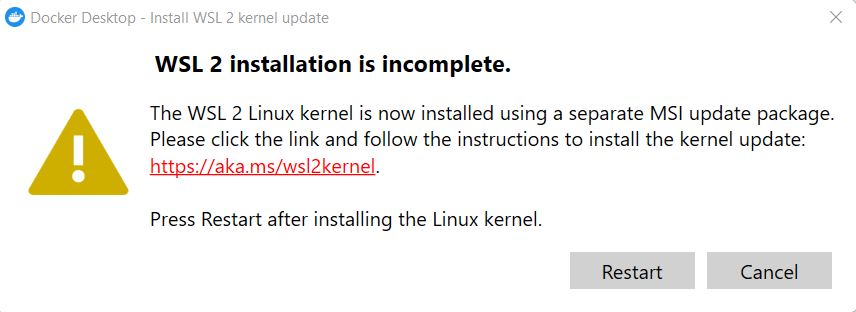 Docker Desktop - Install WSL 2 kernel update
WSL 2 installation is incomplete.
The WSL 2 Linux kernel is now installed using a separate MSI update package.
Please click the link and follow the instructions to install the kernel update:
https://aka.ms/wsl2kernel.
Press Restart after installing the Linux kernel.
Restart Cancel